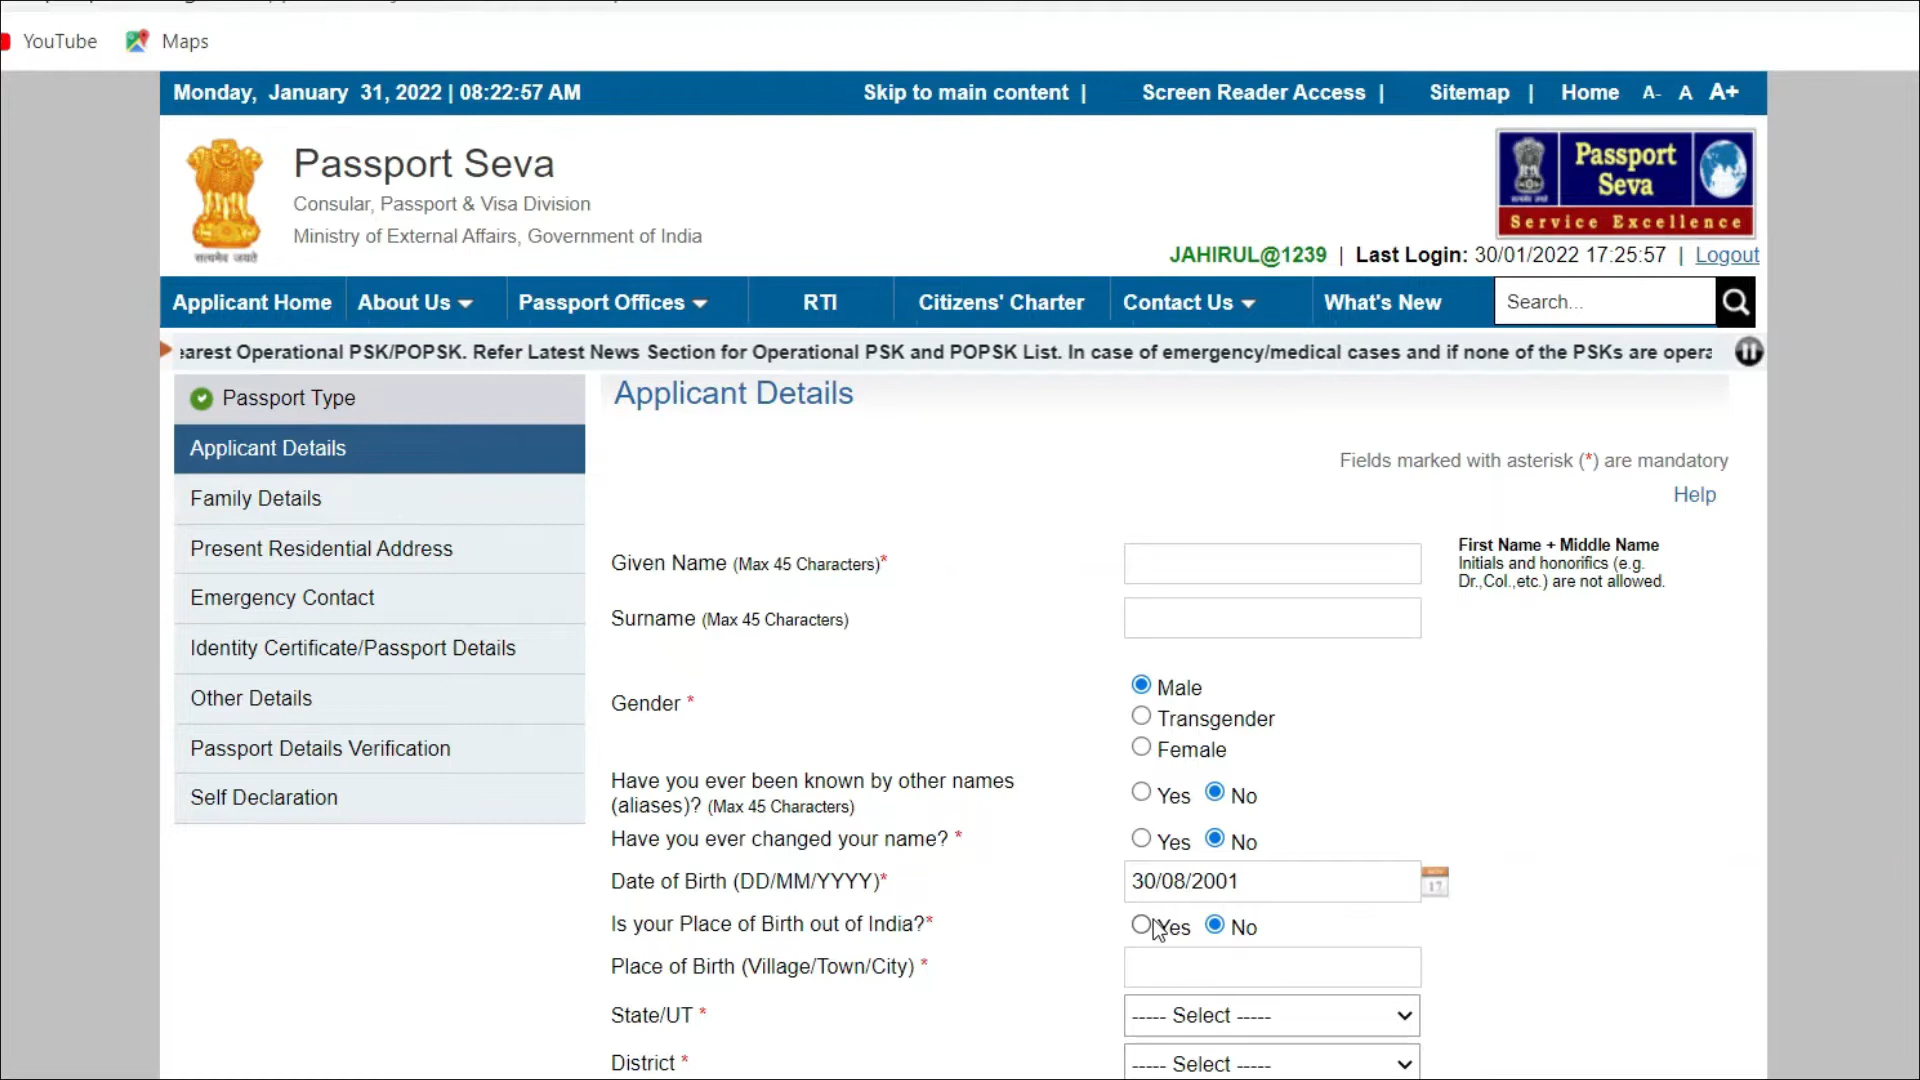 YouTube Maps
Monday, January 31, 2022 | 08:22:57 AM Skip to main content | Screen Reader Access | Sitemap | Home A- A A+
Passport Seva
Consular, Passport & Visa Division
Ministry of External Affairs, Government of India
सत्यमेव जयते
Passport
Seva
Service Excellence
JAHIRUL@1239 | Last Login: 30/01/2022 17:25:57 | Logout
Applicant Home About Us Passport Offices RTI Citizens' Charter Contact Us What's New Search...
earest Operational PSK/POPSK. Refer Latest News Section for Operational PSK and POPSK List. In case of emergency/medical cases and if none of the PSKs are opera
Passport Type
Applicant Details
Family Details
Present Residential Address
Emergency Contact
Identity Certificate/Passport Details
Other Details
Passport Details Verification
Self Declaration
Applicant Details
Fields marked with asterisk (*) are mandatory
Help
Given Name (Max 45 Characters)*
First Name + Middle Name
Initials and honorifics (e.g.
Dr.,Col.,etc.) are not allowed.
Surname (Max 45 Characters)
Gender *
Male
Transgender
Female
Have you ever been known by other names
(aliases)? (Max 45 Characters)
Yes No
Have you ever changed your name? * Yes No
Date of Birth (DD/MM/YYYY)* 30/08/2001
17
Is your Place of Birth out of India?* Yes No
Place of Birth (Village/Town/City) *
State/UT * ----- Select -----
District * ----- Select -----